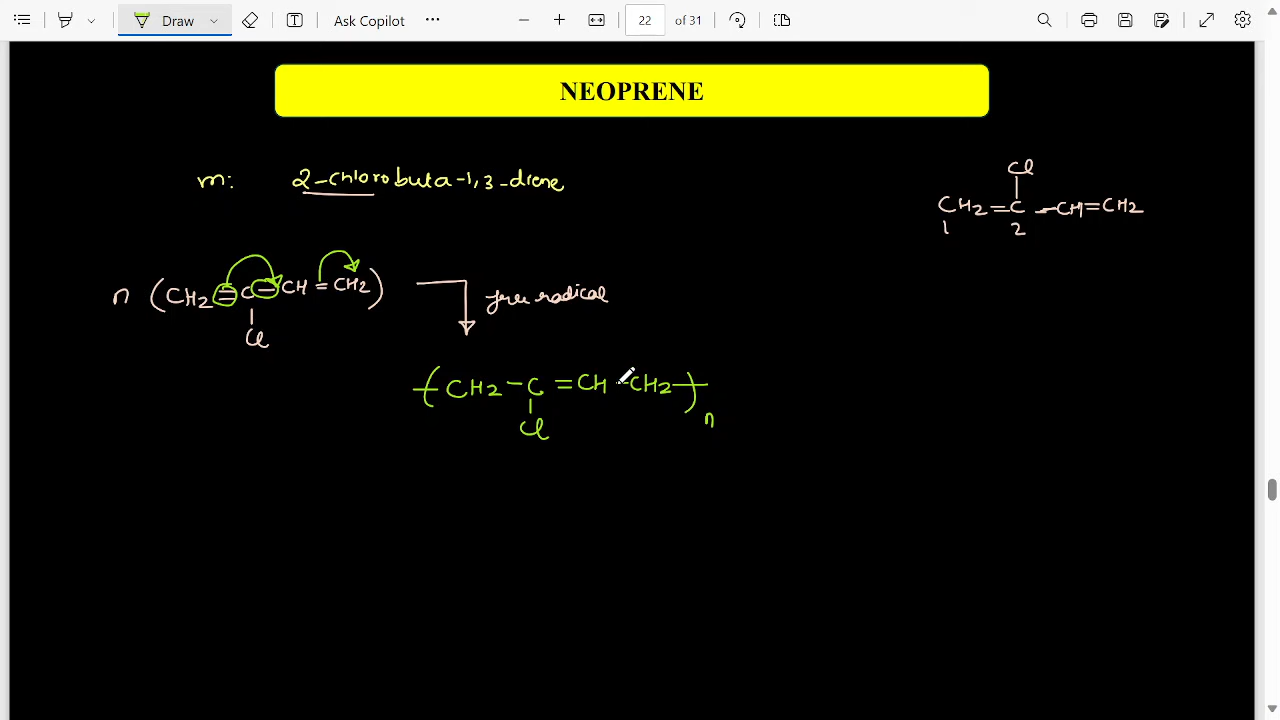 Draw
Ask Copilot
22 of 31
NEOPRENE
m: 2-chlorobuta-1,3-diene
Cl
CH2=C-CH=CH2
1 2
n (CH2≡C=CH=CH2)
Cl
free radical
(CH2-C=CH-CH2)n
Cl